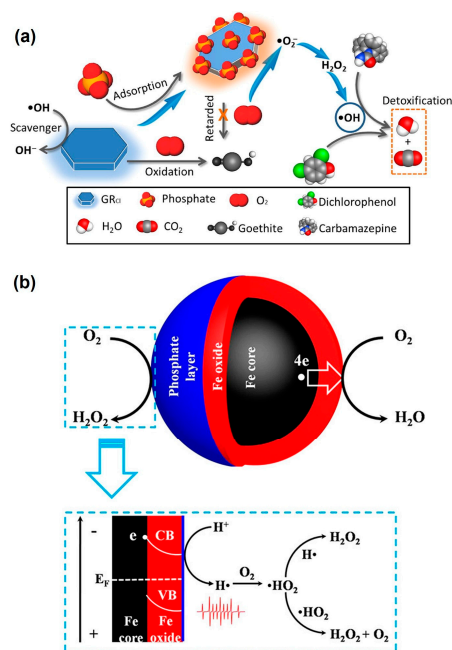 (a)
•OH
Scavenger
OH⁻
Adsorption
Oxidation
Retarded
•O₂⁻
H₂O₂
•OH
Detoxification
+
GRα
Phosphate
O₂
Dichlorophenol
H₂O
CO₂
Goethite
Carbamazepine
(b)
O₂
H₂O₂
Phosphate
layer
Fe oxide
Fe core
4e
O₂
H₂O
-
E_F
+
e
CB
VB
Fe
core
Fe
oxide
H⁺
H•
O₂
•HO₂
H•
•HO₂
H₂O₂
H₂O₂ + O₂